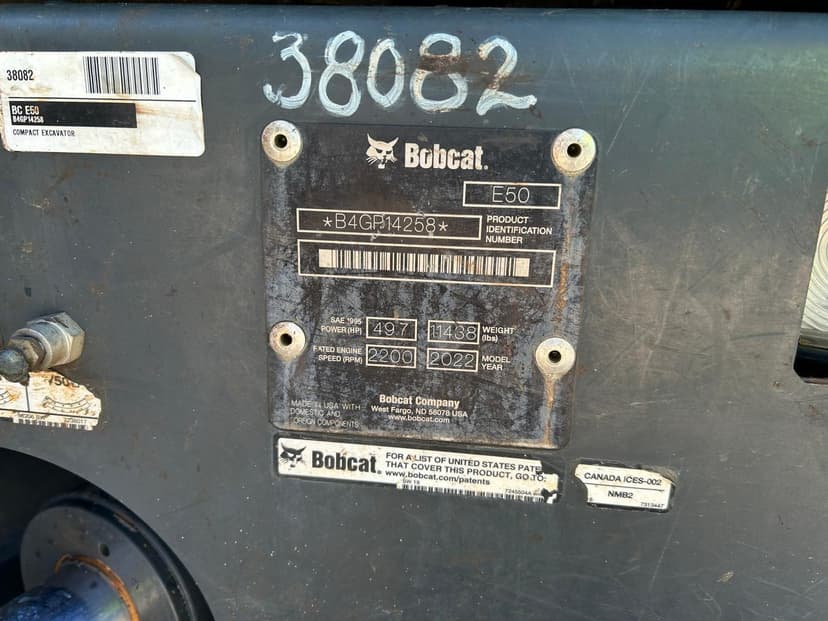 38082
38082
BC E50
B4GP14258
COMPACT EXCAVATOR
Bobcat.
E50
*B4GP14258*
PRODUCT
IDENTIFICATION
NUMBER
SAE 1995
POWER (HP)
49.7
11438
WEIGHT
(lbs)
RATED ENGINE
SPEED (RPM)
2200
2022
MODEL
YEAR
MADE IN USA WITH
DOMESTIC AND
FOREIGN COMPONENTS
Bobcat Company
West Fargo, ND 58078 USA
www.bobcat.com
Bobcat.
FOR A LIST OF UNITED STATES PATE
THAT COVER THIS PRODUCT, GO TO:
www.bobcat.com/patents
CANADA ICES-002
NMB2
7313447